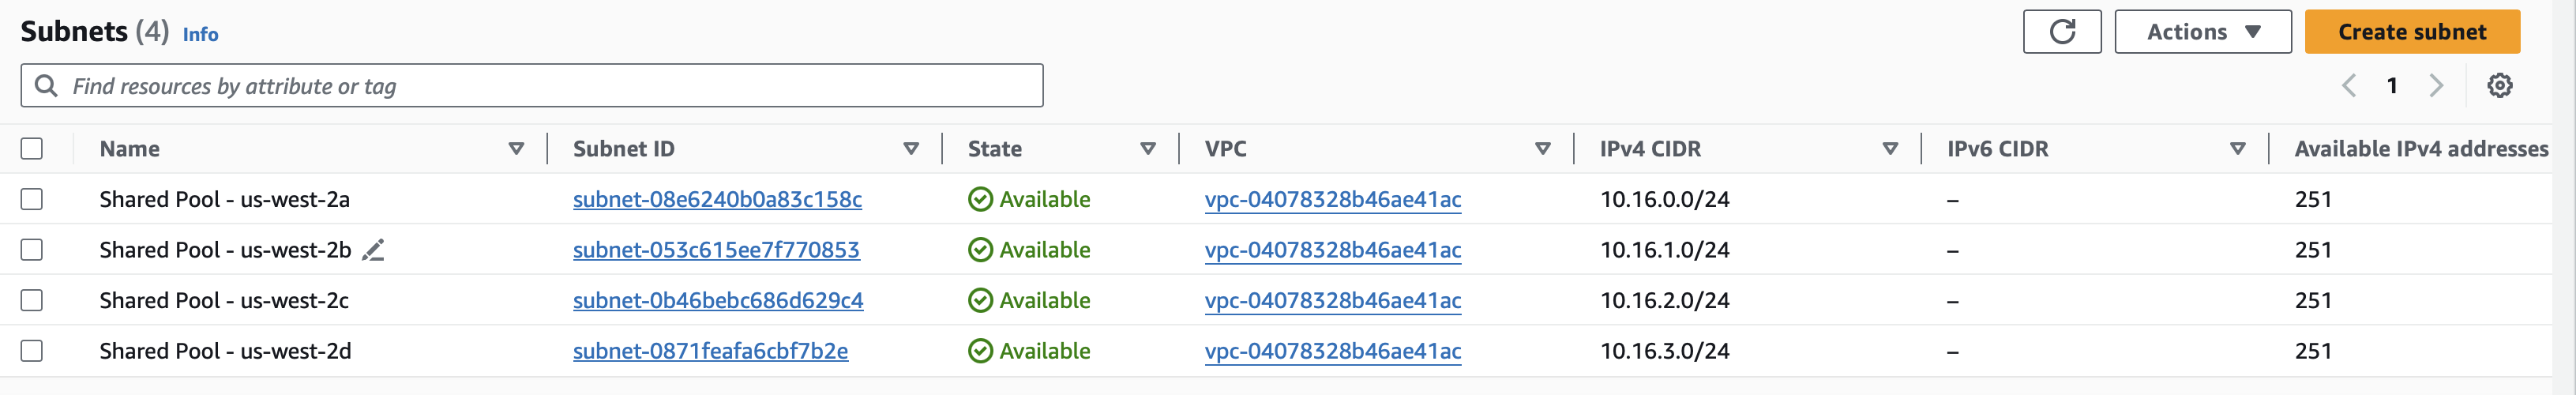 Subnets (4) Info
Actions Create subnet
Find resources by attribute or tag
1
Name Subnet ID State VPC IPv4 CIDR IPv6 CIDR Available IPv4 addresses
Shared Pool - us-west-2a subnet-08e6240b0a83c158c Available vpc-04078328b46ae41ac 10.16.0.0/24 – 251
Shared Pool - us-west-2b subnet-053c615ee7f770853 Available vpc-04078328b46ae41ac 10.16.1.0/24 – 251
Shared Pool - us-west-2c subnet-0b46bebc686d629c4 Available vpc-04078328b46ae41ac 10.16.2.0/24 – 251
Shared Pool - us-west-2d subnet-0871feafa6cbf7b2e Available vpc-04078328b46ae41ac 10.16.3.0/24 – 251